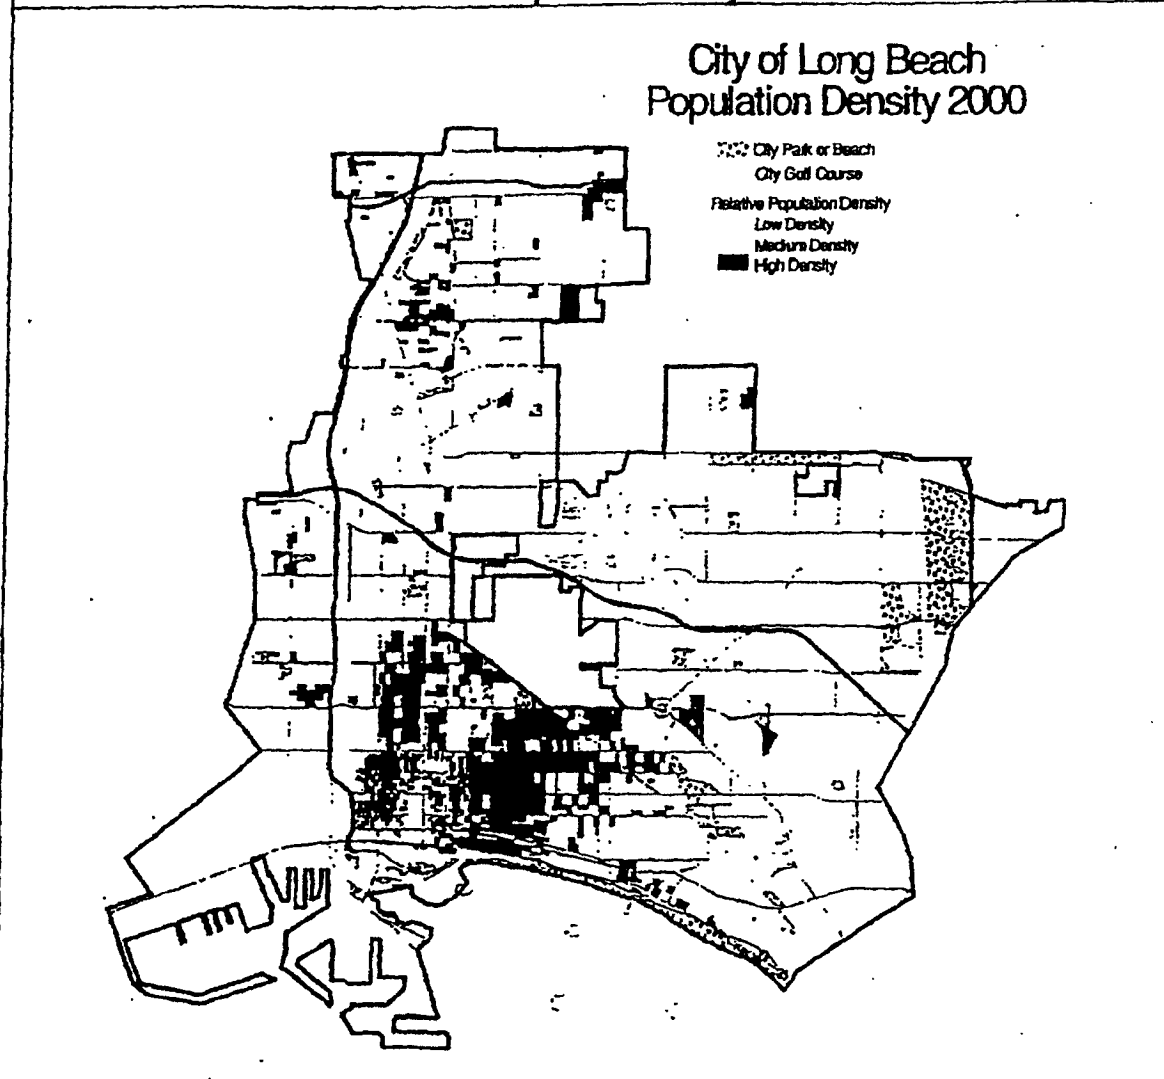 City of Long Beach
Population Density 2000
City Park or Beach
City Golf Course
Relative Population Density
Low Density
Medium Density
High Density